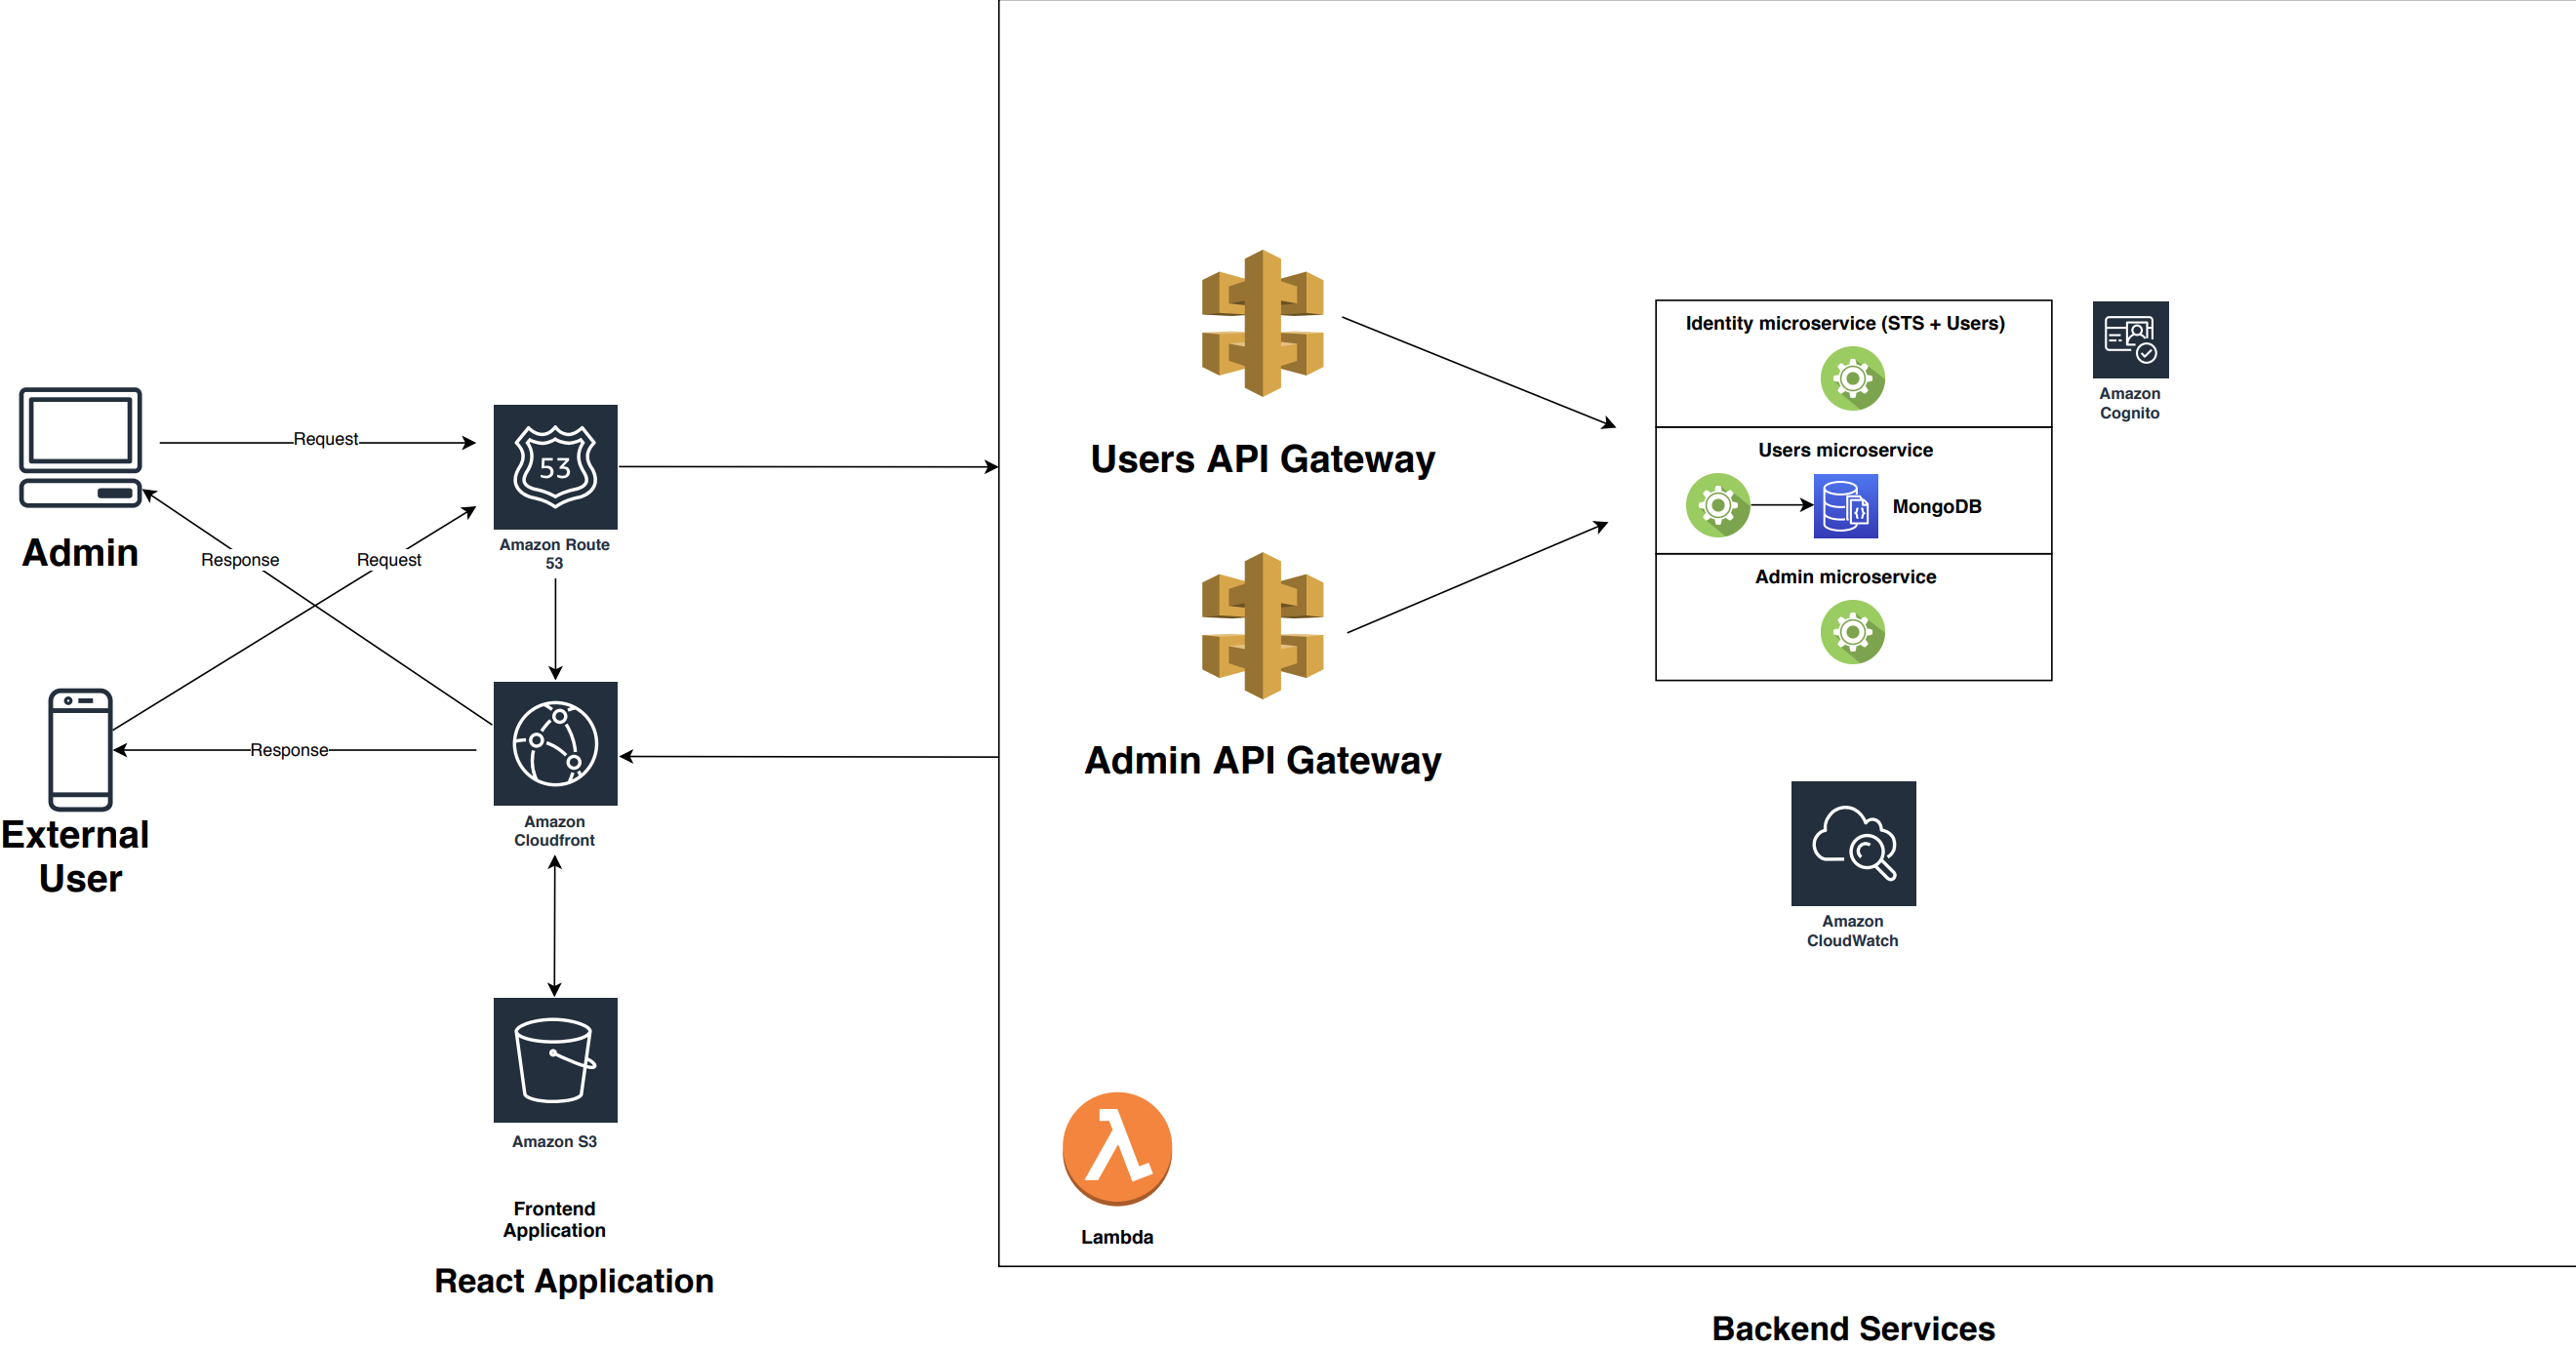 Admin
External
User
Request
Response
Request
Response
53
Amazon Route
53
Amazon
Cloudfront
Amazon S3
Frontend
Application
React Application
Users API Gateway
Admin API Gateway
Lambda
Identity microservice (STS + Users)
Users microservice
{}
MongoDB
Admin microservice
Amazon
Cognito
Amazon
CloudWatch
Backend Services